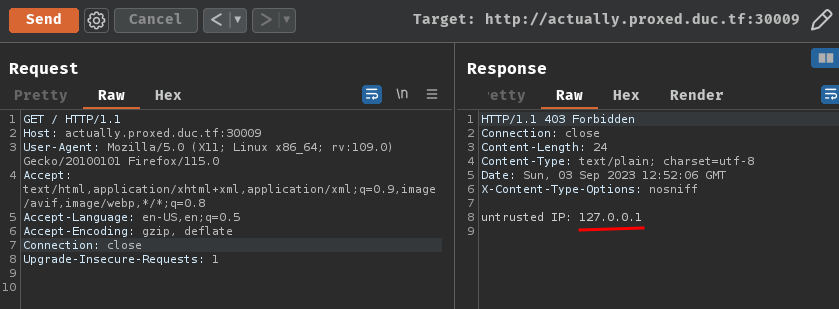 Send Cancel < > Target: http://actually.proxed.duc.tf:30009
Request
Pretty Raw Hex \n
1 GET / HTTP/1.1
2 Host: actually.proxed.duc.tf:30009
3 User-Agent: Mozilla/5.0 (X11; Linux x86_64; rv:109.0)
Gecko/20100101 Firefox/115.0
4 Accept:
text/html,application/xhtml+xml,application/xml;q=0.9,image
/avif,image/webp,*/*;q=0.8
5 Accept-Language: en-US,en;q=0.5
6 Accept-Encoding: gzip, deflate
7 Connection: close
8 Upgrade-Insecure-Requests: 1
9
10
Response
etty Raw Hex Render
1 HTTP/1.1 403 Forbidden
2 Connection: close
3 Content-Length: 24
4 Content-Type: text/plain; charset=utf-8
5 Date: Sun, 03 Sep 2023 12:52:06 GMT
6 X-Content-Type-Options: nosniff
7
8 untrusted IP: 127.0.0.1
9